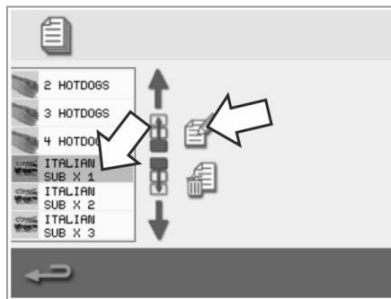 2 HOTDOGS
3 HOTDOGS
4 HOTDO
ITALIAN
SUB X 1
ITALIAN
SUB X 2
ITALIAN
SUB X 3